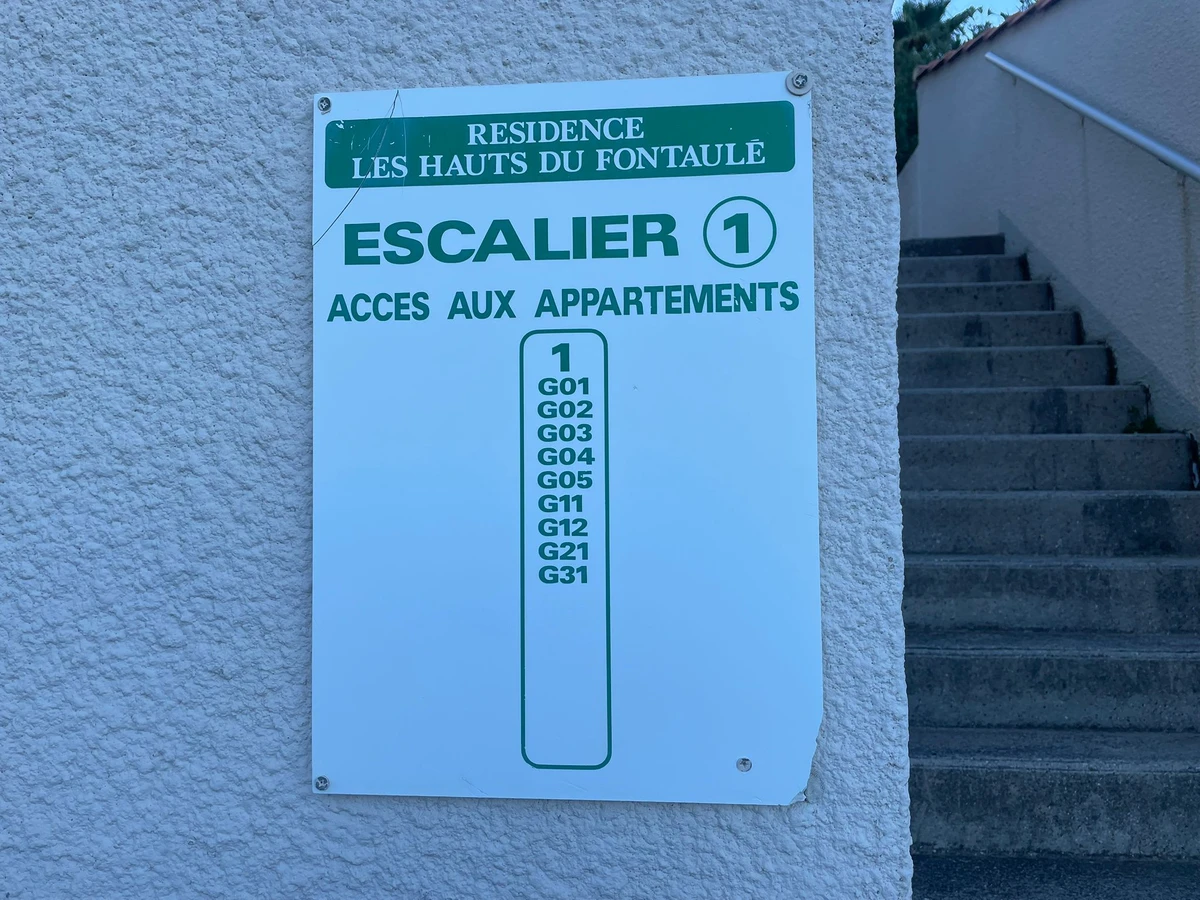 RESIDENCE
LES HAUTS DU FONTAULÉ
ESCALIER 1
ACCES AUX APPARTEMENTS
1
G01
G02
G03
G04
G05
G11
G12
G21
G31